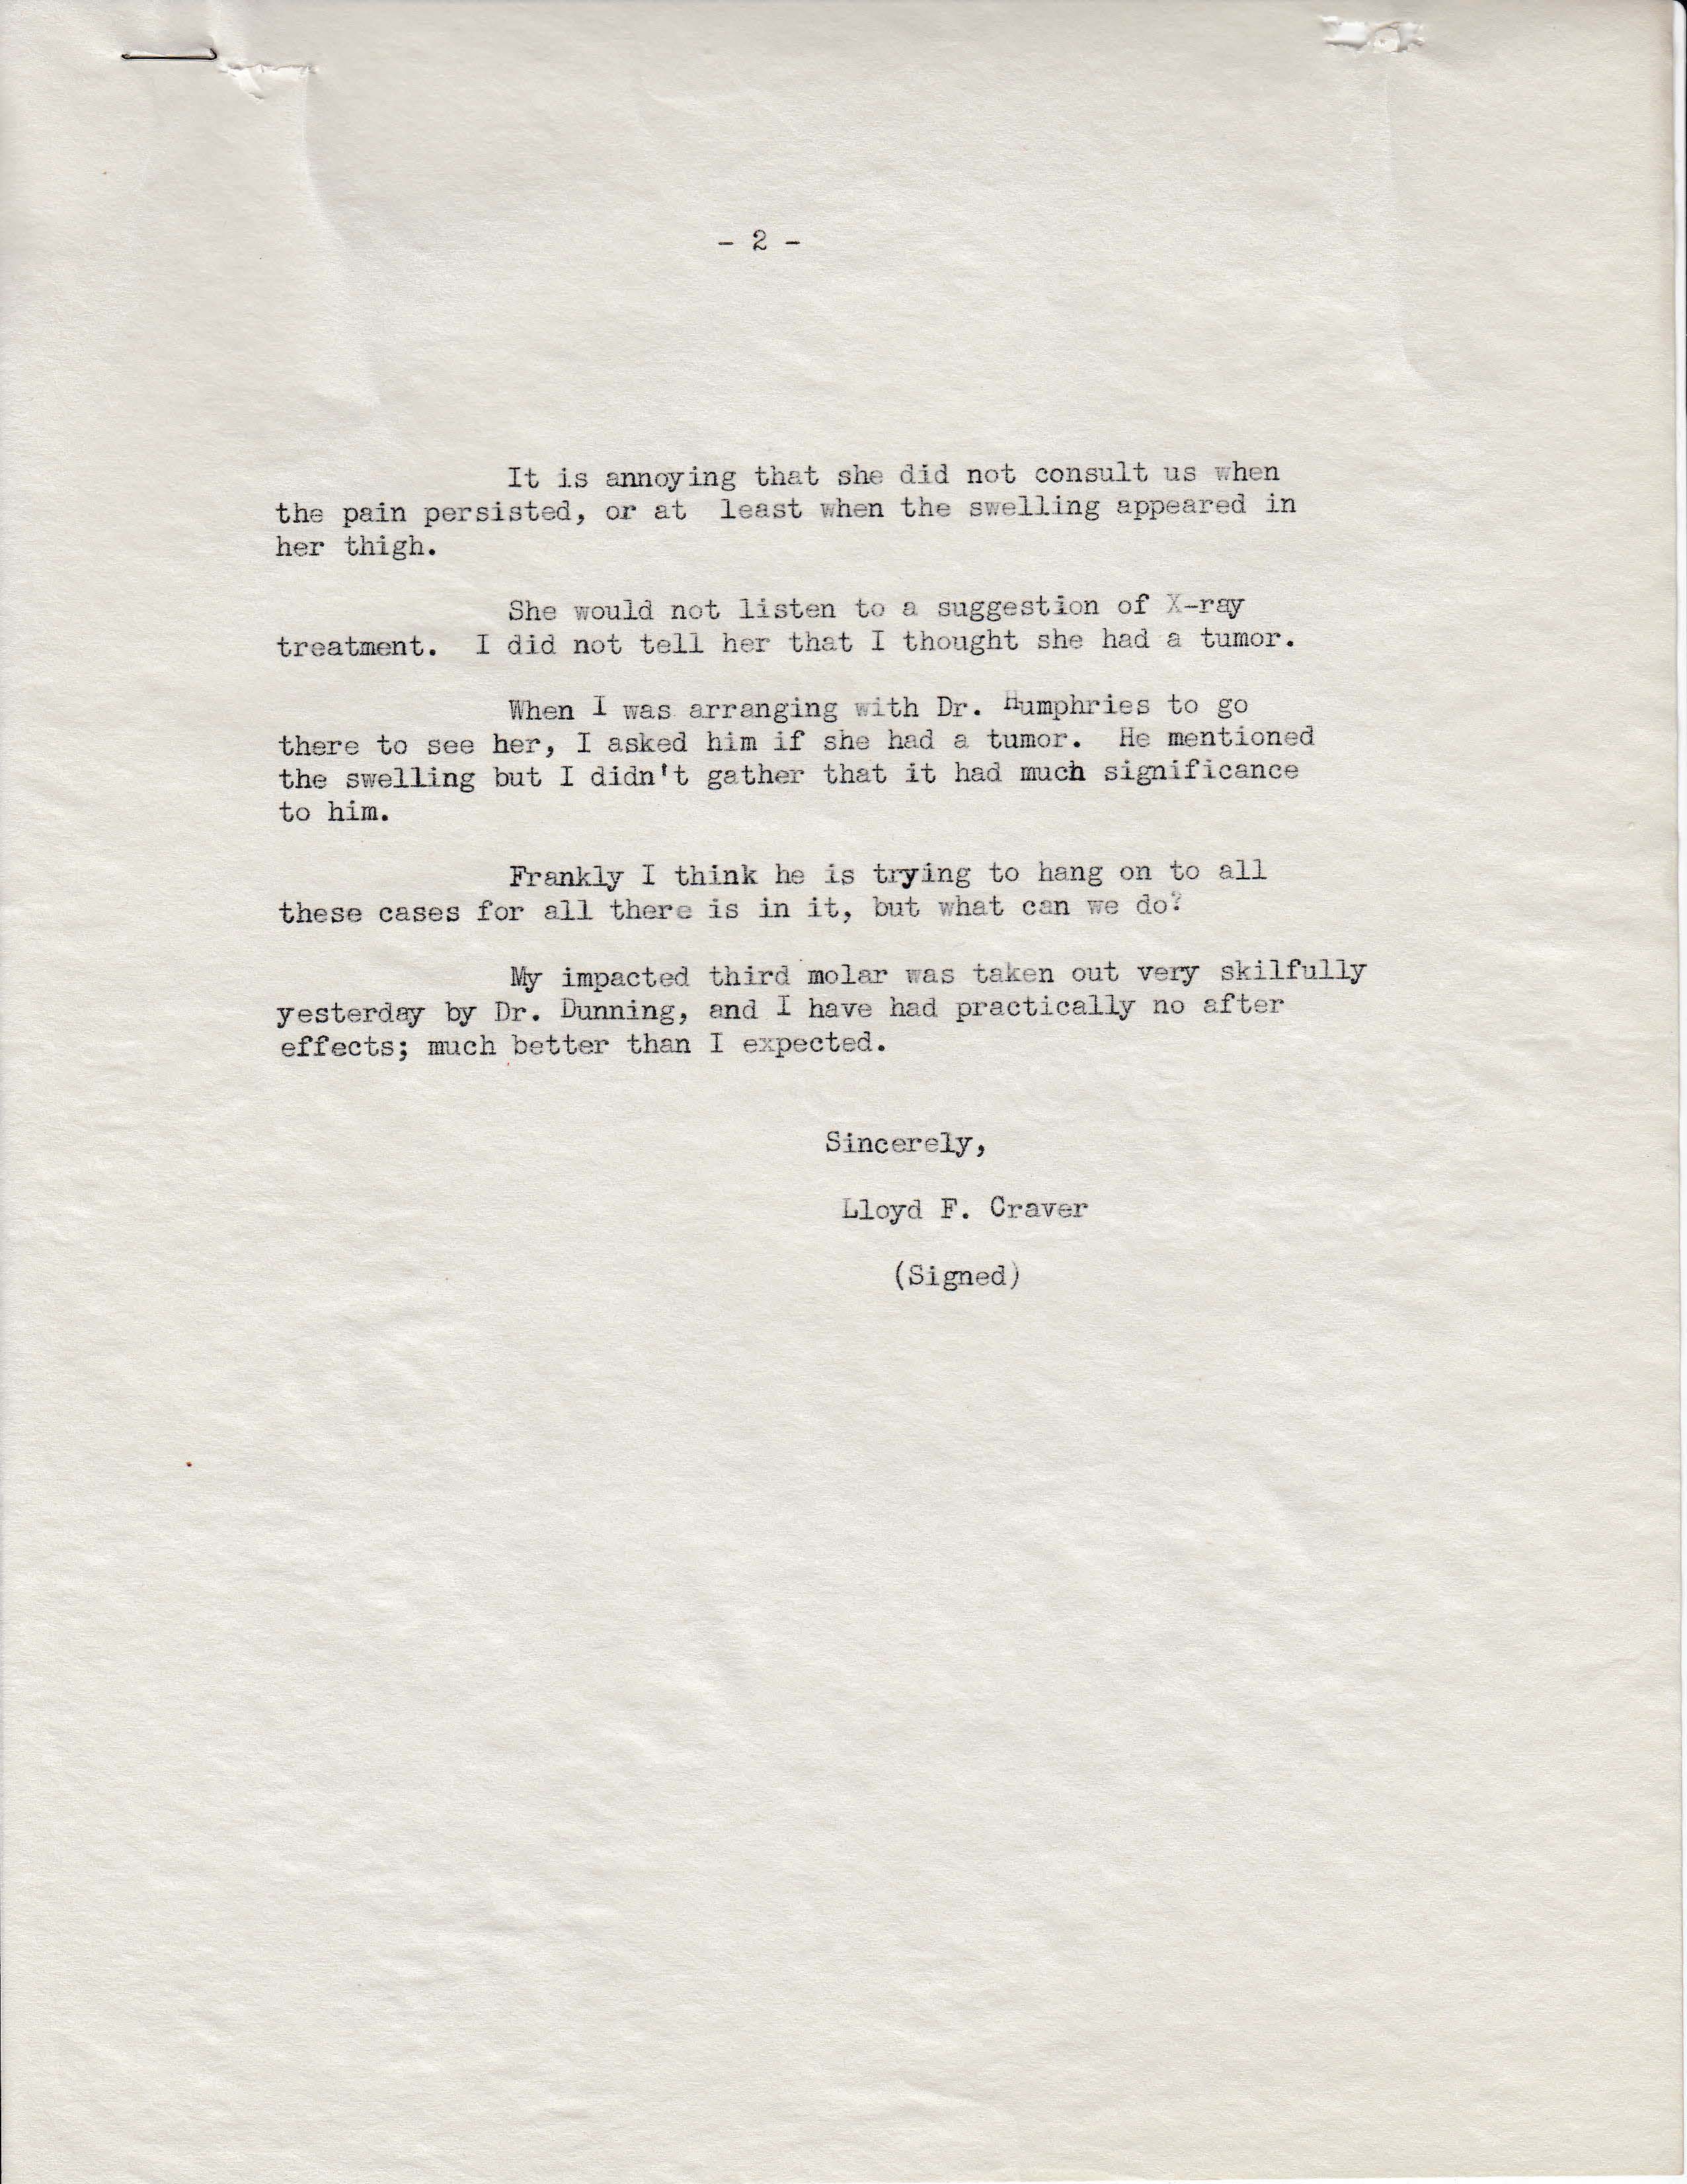 - 2 -
It is annoying that she did not consult us when
the pain persisted, or at least when the swelling appeared in
her thigh.
She would not listen to a suggestion of X-ray
treatment. I did not tell her that I thought she had a tumor.
When I was arranging with Dr. Humphries to go
there to see her, I asked him if she had a tumor. He mentioned
the swelling but I didn't gather that it had much significance
to him.
Frankly I think he is trying to hang on to all
these cases for all there is in it, but what can we do?
My impacted third molar was taken out very skilfully
yesterday by Dr. Dunning, and I have had practically no after
effects; much better than I expected.
Sincerely,
Lloyd F. Craver
(Signed)